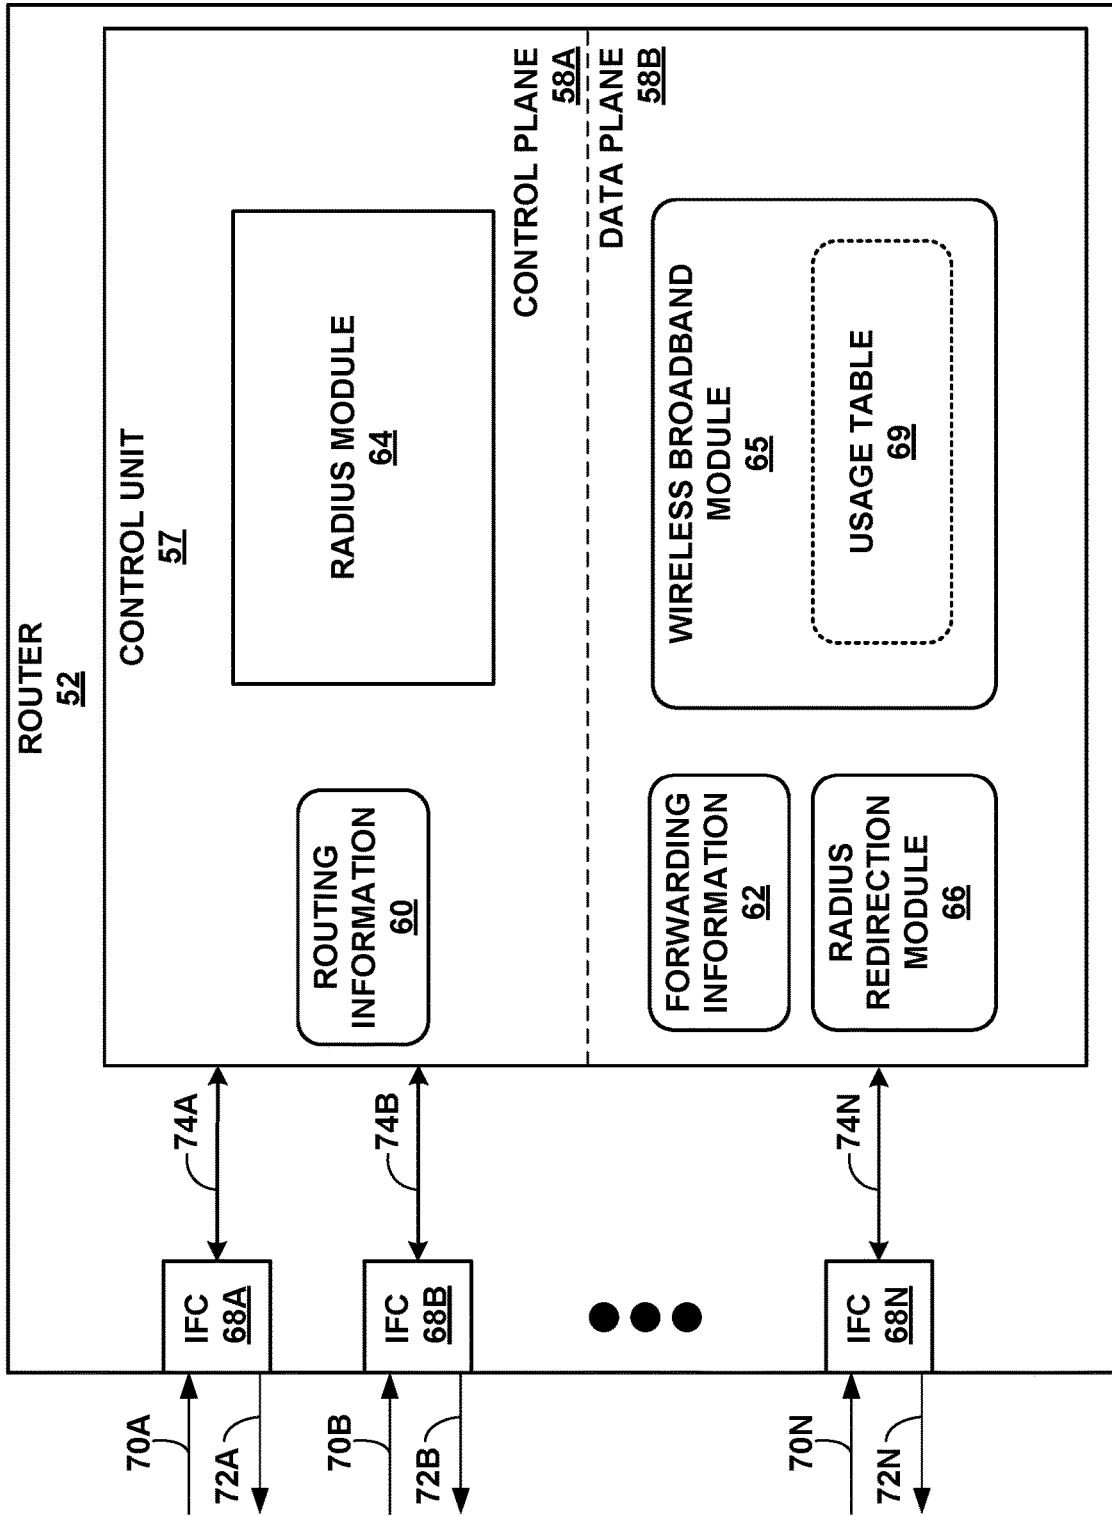 ROUTER
52
CONTROL UNIT
57
RADIUS MODULE
64
ROUTING
INFORMATION
60
CONTROL PLANE
58A
DATA PLANE
58B
WIRELESS BROADBAND
MODULE
65
USAGE TABLE
69
FORWARDING
INFORMATION
62
RADIUS
REDIRECTION
MODULE
66
74A
74B
74N
IFC
68A
IFC
68B
IFC
68N
70A
72A
70B
72B
70N
72N